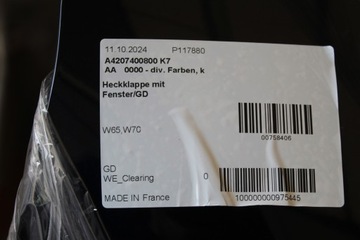 11.10.2024 P117880
A4207400800 K7
AA 0000 - div. Farben, k
Heckklappe mit
Fenster/GD
W65,W70
00758406
GD
WE_Clearing 0
MADE IN France 100000000975445